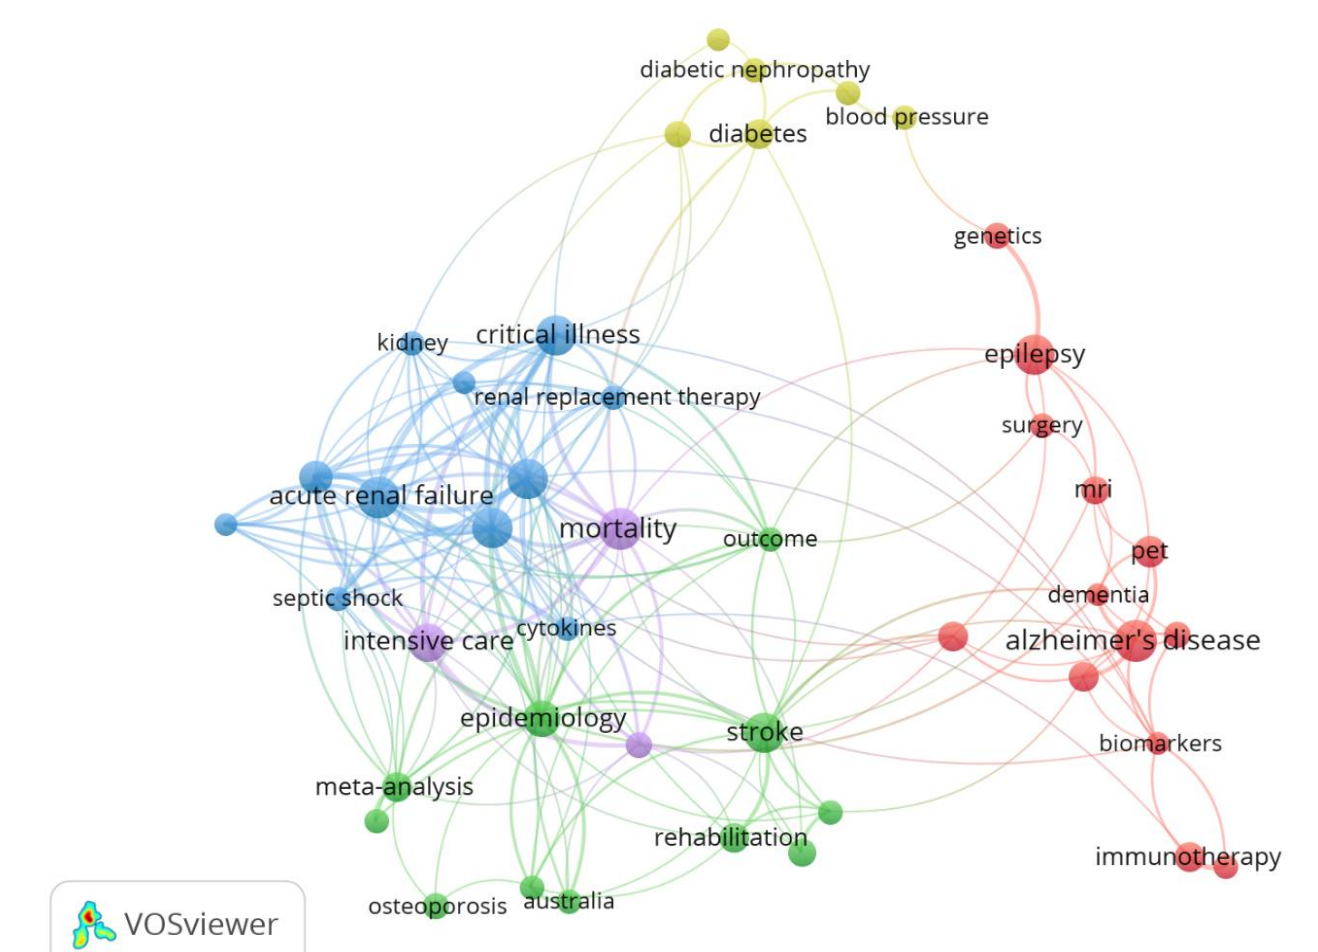 diabetic nephropathy
blood pressure
diabetes
genetics
kidney
critical illness
epilepsy
renal replacement therapy
surgery
acute renal failure
mri
mortality
outcome
pet
septic shock
dementia
intensive care
cytokines
alzheimer's disease
epidemiology
stroke
biomarkers
meta-analysis
rehabilitation
immunotherapy
osteoporosis
australia
VOSviewer